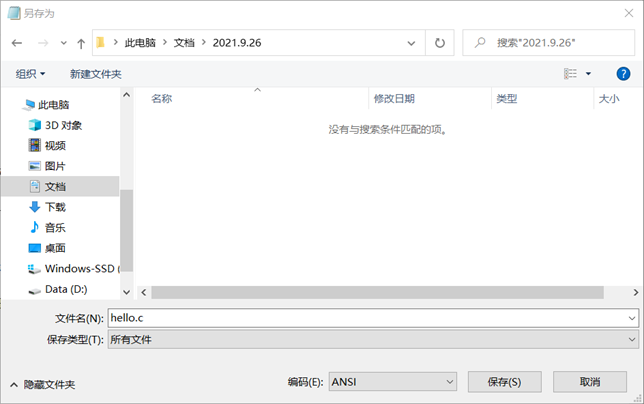 另存为
此电脑 > 文档 > 2021.9.26
搜索"2021.9.26"
组织
新建文件夹
?
此电脑
3D 对象
视频
图片
文档
下载
音乐
桌面
Windows-SSD (
Data (D:)
名称
修改日期
类型
大小
没有与搜索条件匹配的项。
文件名(N):
hello.c
保存类型(T):
所有文件
隐藏文件夹
编码(E):
ANSI
保存(S)
取消